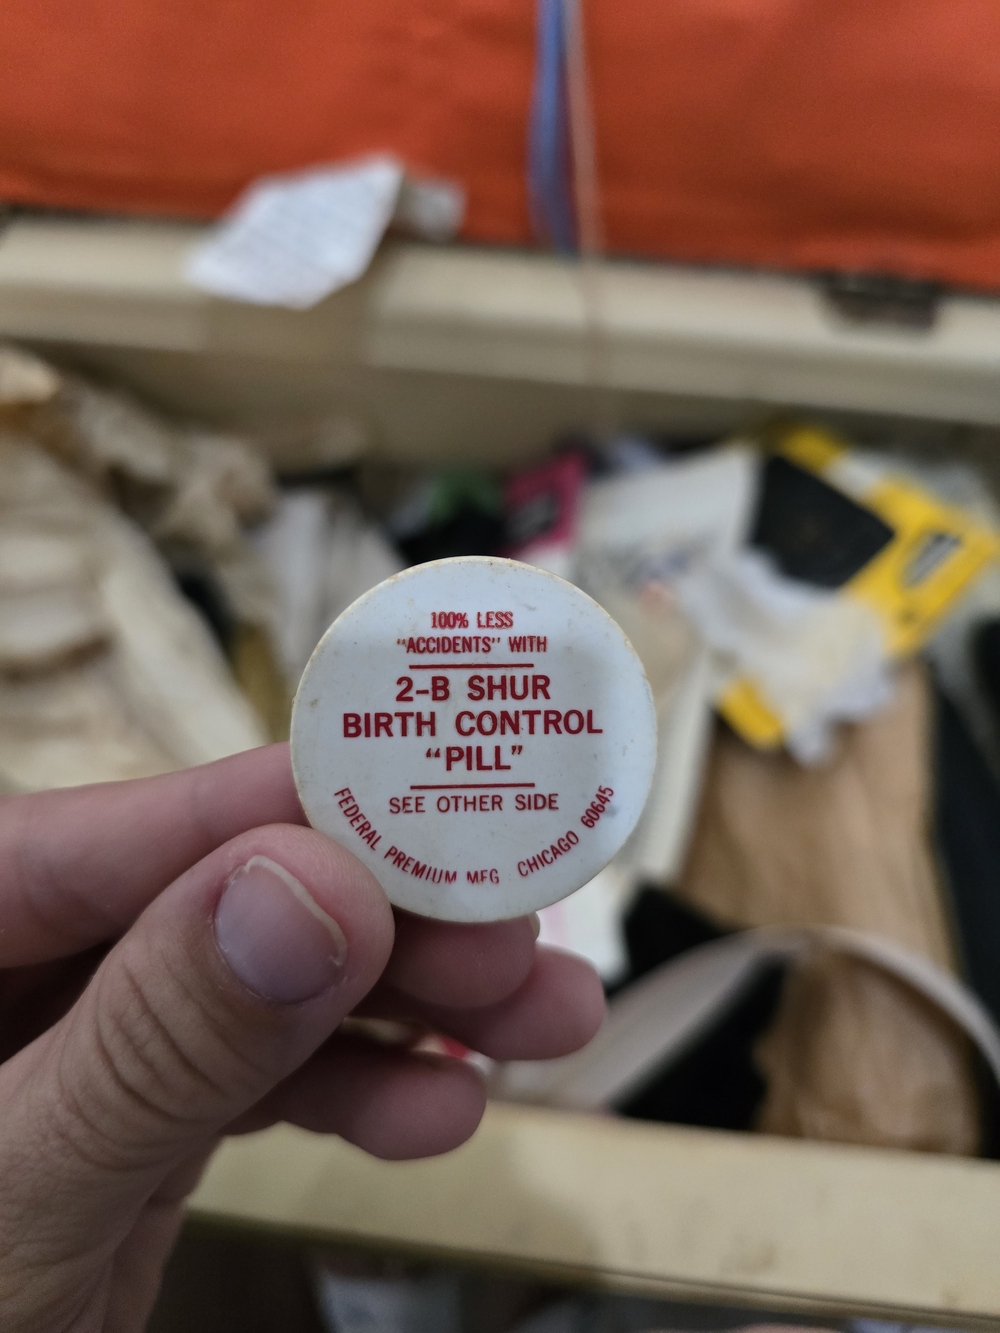 100% LESS
"ACCIDENTS" WITH
2-B SHUR
BIRTH CONTROL
"PILL"
SEE OTHER SIDE
FEDERAL PREMIUM MFG CHICAGO 60645